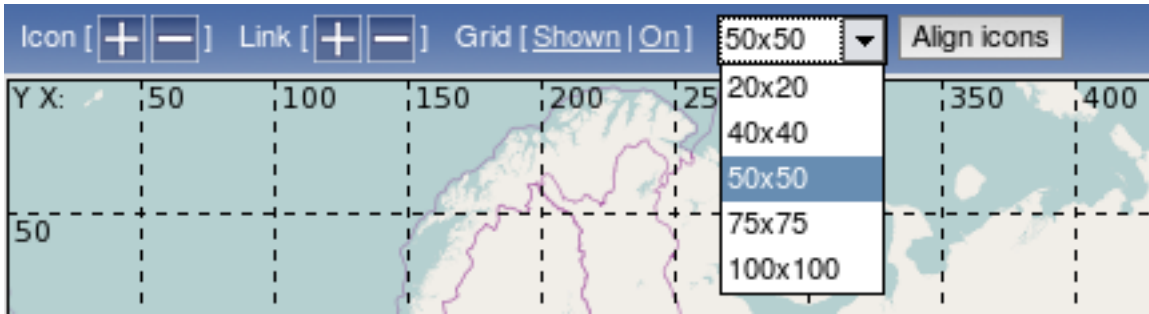 Icon [ + − ] Link [ + − ] Grid [ Shown | On ] 50x50 Align icons
20x20
40x40
50x50
75x75
100x100
Y X: 50 100 150 200 25 350 400
50